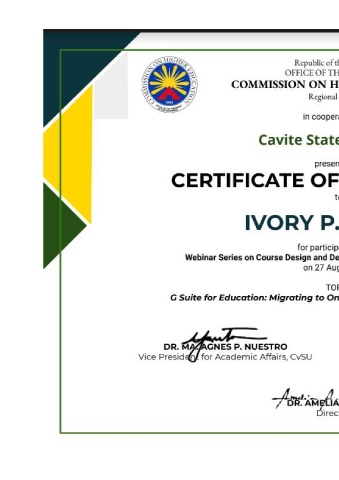 Republic of th
OFFICE OF TH
COMMISSION ON H
Regional
COMMISSION ON HIGHER EDUCATION
in coopera
Cavite State
presen
CERTIFICATE OF
to
IVORY P.
for particip
Webinar Series on Course Design and De
on 27 Aug
TOP
G Suite for Education: Migrating to On
DR. MA. AGNES P. NUESTRO
Vice President for Academic Affairs, CvSU
DR. AMELIA
Direc